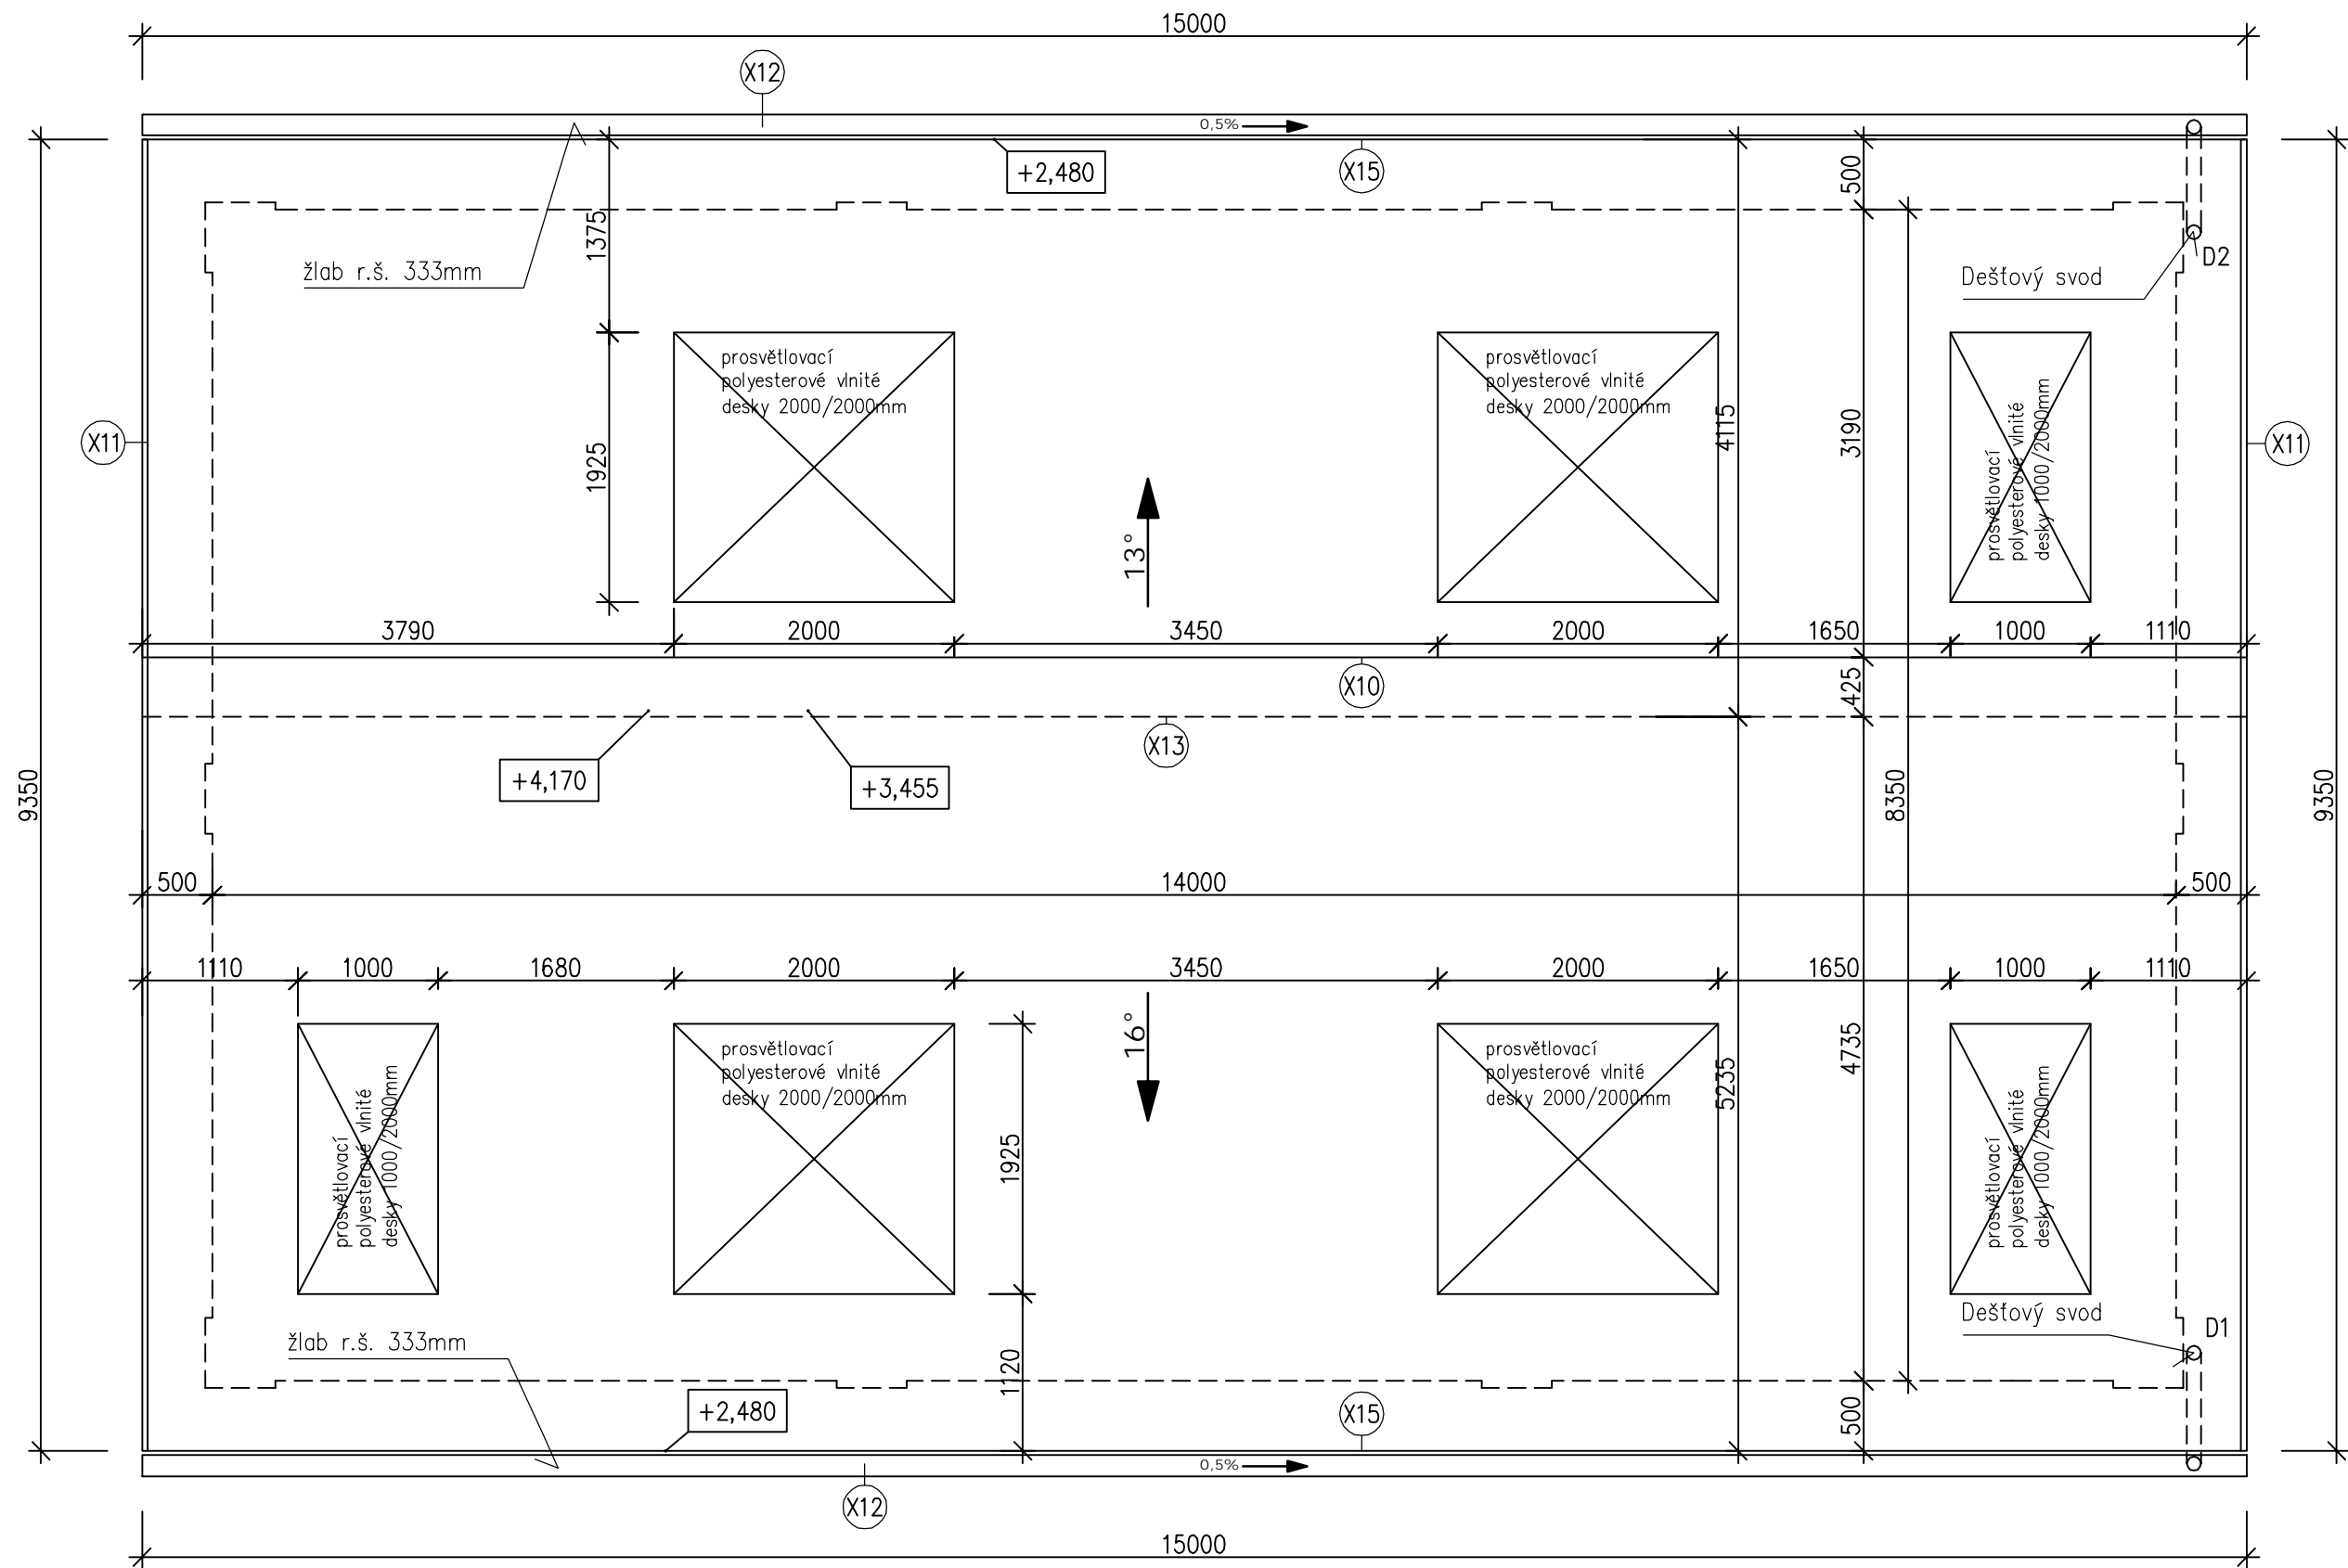 15000
X12
0,5%
+2,480
X15
500
1375
žlab r.š. 333mm
Dešťový svod
D2
prosvětlovací
polyesterové vlnité
desky 2000/2000mm
prosvětlovací
polyesterové vlnité
desky 2000/2000mm
prosvětlovací
polyesterové vlnité
desky 1000/2000mm
X11
1925
4115
3190
X11
13°
3790
2000
3450
2000
1650
1000
1110
X10
425
X13
+4,170
+3,455
9350
8350
9350
500
14000
500
1110
1000
1680
2000
3450
2000
1650
1000
1110
16°
prosvětlovací
polyesterové vlnité
desky 1000/2000mm
prosvětlovací
polyesterové vlnité
desky 2000/2000mm
1925
prosvětlovací
polyesterové vlnité
desky 2000/2000mm
5235
4735
prosvětlovací
polyesterové vlnité
desky 1000/2000mm
žlab r.š. 333mm
1120
Dešťový svod
D1
+2,480
X15
500
0,5%
X12
15000